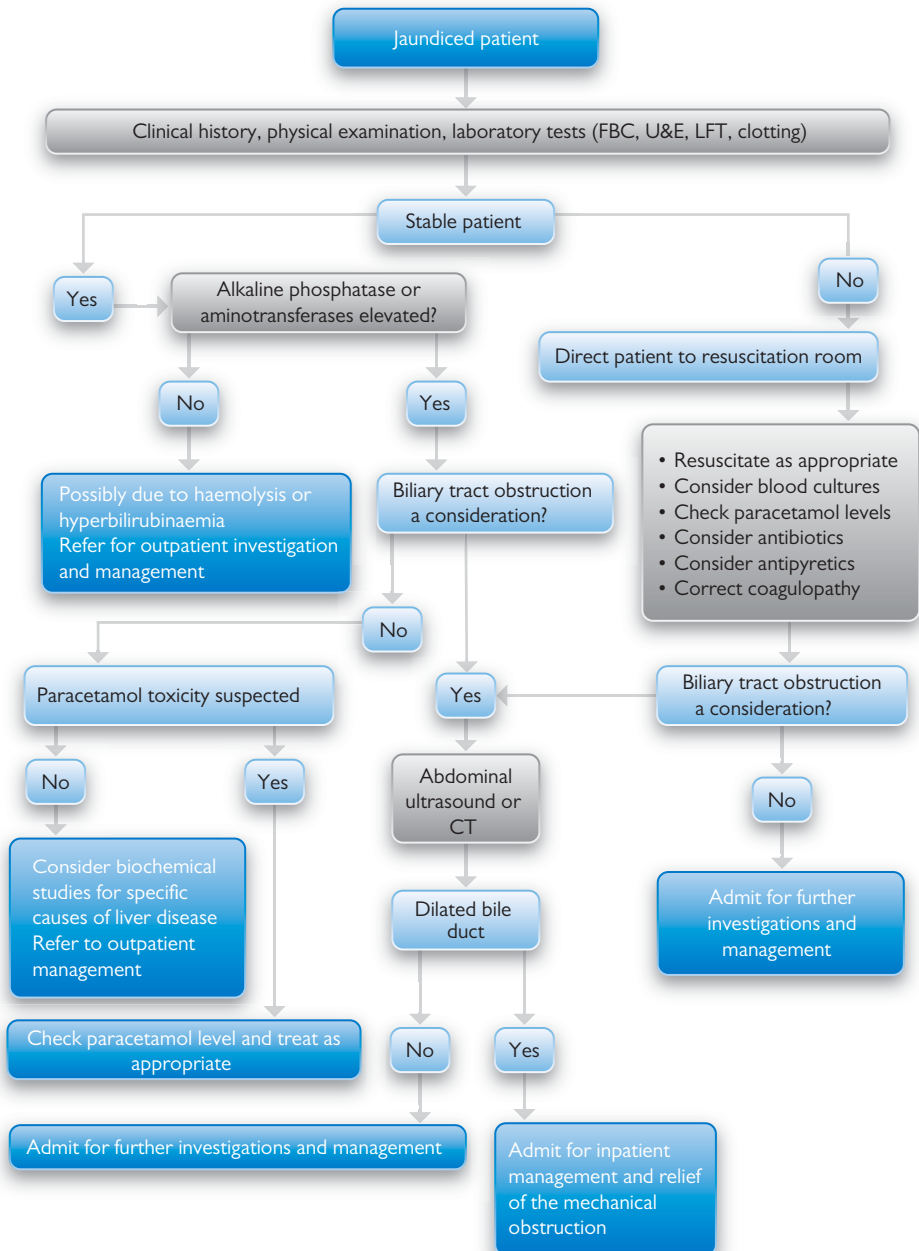 Jaundiced patient
Clinical history, physical examination, laboratory tests (FBC, U&E, LFT, clotting)
Stable patient
Yes
Alkaline phosphatase or
aminotransferases elevated?
No
Direct patient to resuscitation room
No
Yes
• Resuscitate as appropriate
• Consider blood cultures
• Check paracetamol levels
• Consider antibiotics
• Consider antipyretics
• Correct coagulopathy
Possibly due to haemolysis or
hyperbilirubinaemia
Refer for outpatient investigation
and management
Biliary tract obstruction
a consideration?
No
Paracetamol toxicity suspected
Yes
Biliary tract obstruction
a consideration?
No
Yes
Abdominal
ultrasound or
CT
No
Consider biochemical
studies for specific
causes of liver disease
Refer to outpatient
management
Dilated bile
duct
Admit for further
investigations and
management
Check paracetamol level and treat as
appropriate
No
Yes
Admit for further investigations and management
Admit for inpatient
management and relief
of the mechanical
obstruction